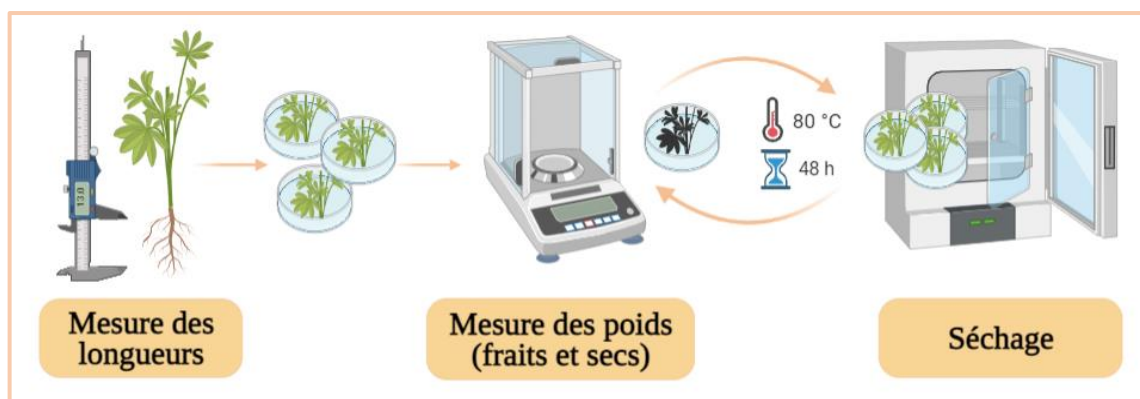 13.0
80 °C
48 h
Mesure des
longueurs
Mesure des poids
(fraits et secs)
Séchage